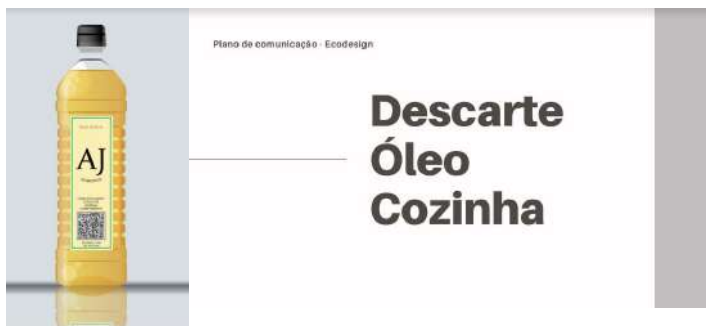 Plano de comunicação - Ecodesign
Descarte
Óleo
Cozinha
AJ